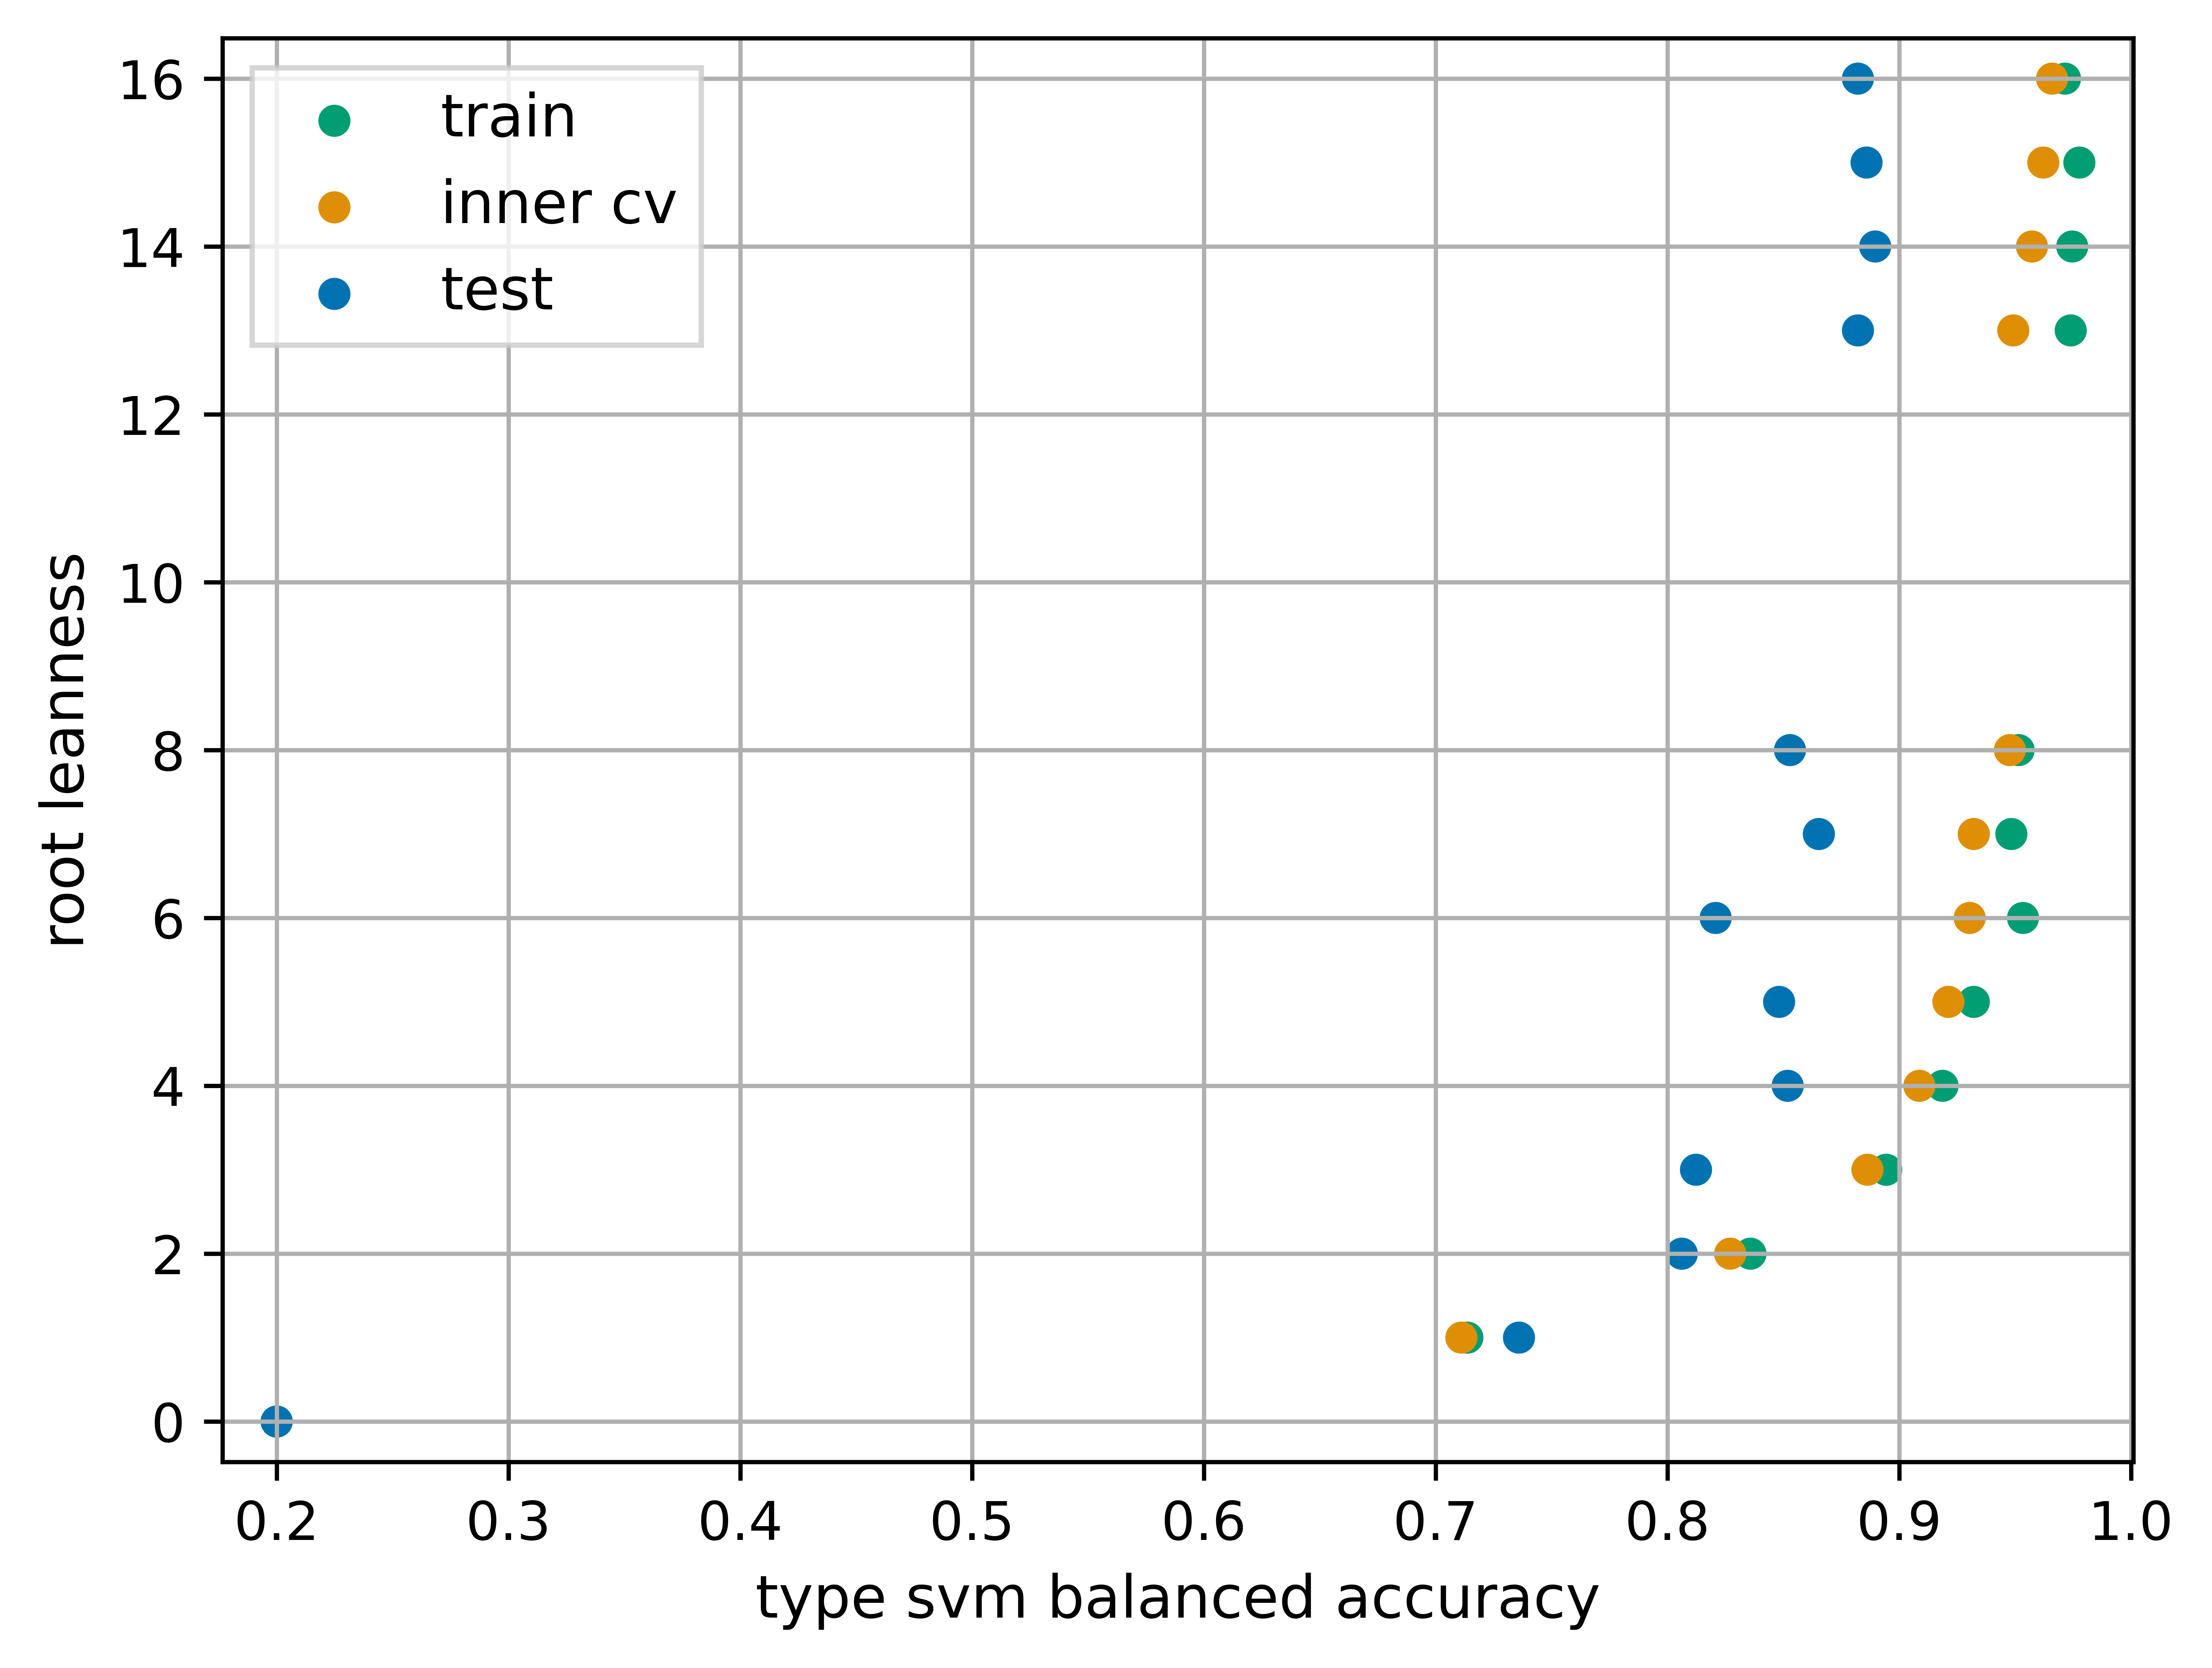 16
14
12
10
8
6
4
2
0
root leanness
train
inner cv
test
0.2 0.3 0.4 0.5 0.6 0.7 0.8 0.9 1.0
type svm balanced accuracy